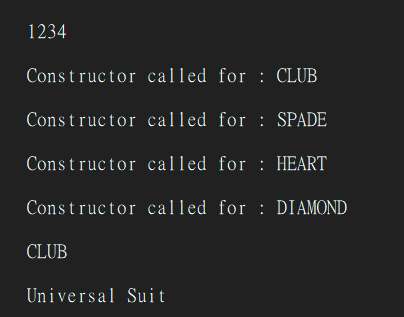 1234
Constructor called for : CLUB
Constructor called for : SPADE
Constructor called for : HEART
Constructor called for : DIAMOND
CLUB
Universal Suit